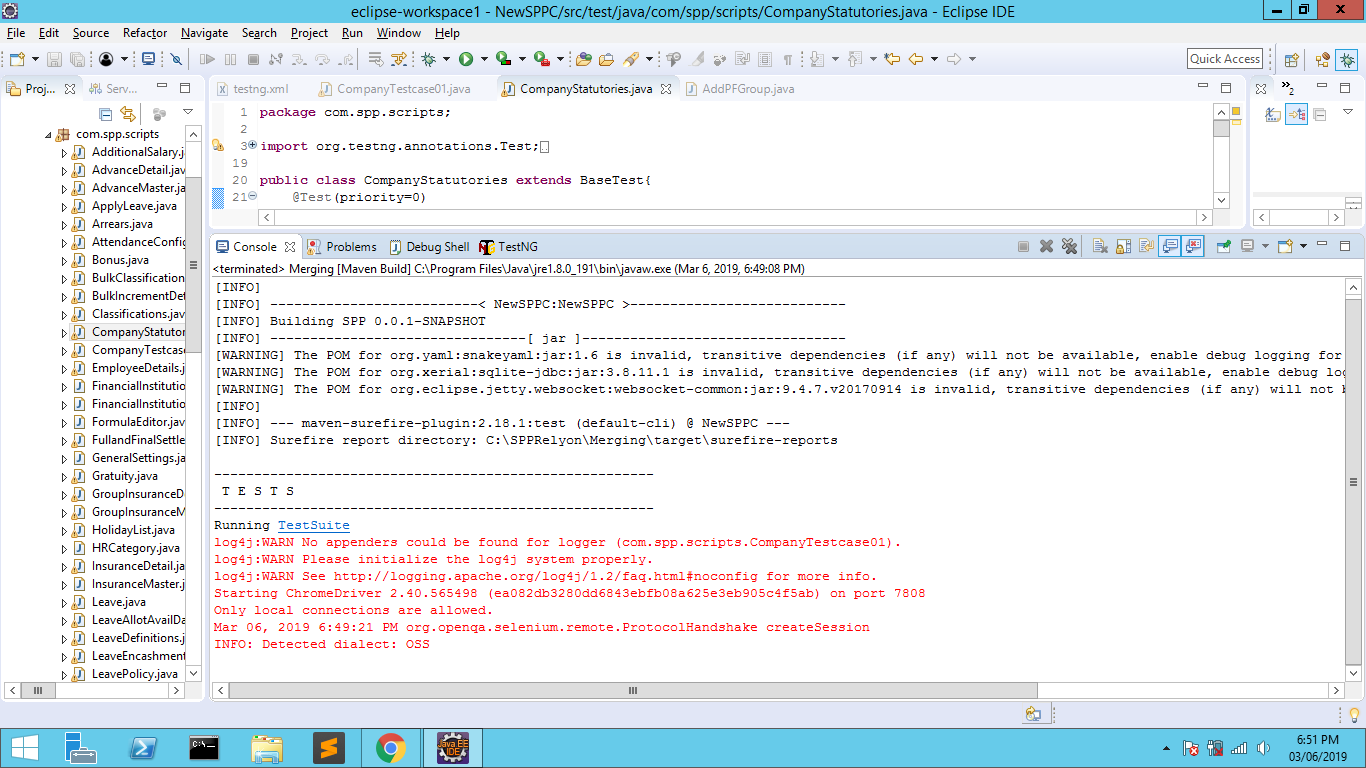 eclipse-workspace1 - NewSPPC/src/test/java/com/spp/scripts/CompanyStatutories.java - Eclipse IDE
File Edit Source Refactor Navigate Search Project Run Window Help
Quick Access
Proj...
Serv...
com.spp.scripts
AdditionalSalary.j
AdvanceDetail.jav
AdvanceMaster.ja
ApplyLeave.java
Arrears.java
AttendanceConfig
Bonus.java
BulkClassification
BulkIncrementDet
Classifications.java
CompanyStatutor
CompanyTestcase
EmployeeDetails.j
FinancialInstitutio
FinancialInstitutio
FormulaEditor.jav
FullandFinalSettle
GeneralSettings.ja
Gratuity.java
GroupInsuranceD
GroupInsuranceM
HolidayList.java
HRCategory.java
InsuranceDetail.ja
InsuranceMaster.j
Leave.java
LeaveAllotAvailDa
LeaveDefinitions.j
LeaveEncashment
LeavePolicy.java
testng.xml
CompanyTestcase01.java
CompanyStatutories.java
AddPFGroup.java
1 package com.spp.scripts;
2
3 import org.testng.annotations.Test;
19
20 public class CompanyStatutories extends BaseTest{
21 @Test(priority=0)
2
Console
Problems
Debug Shell
TestNG
<terminated> Merging [Maven Build] C:\Program Files\Java\jre1.8.0_191\bin\javaw.exe (Mar 6, 2019, 6:49:08 PM)
[INFO]
[INFO] --------------------------< NewSPPC:NewSPPC >---------------------------
[INFO] Building SPP 0.0.1-SNAPSHOT
[INFO] --------------------------------[ jar ]---------------------------------
[WARNING] The POM for org.yaml:snakeyaml:jar:1.6 is invalid, transitive dependencies (if any) will not be available, enable debug logging for
[WARNING] The POM for org.xerial:sqlite-jdbc:jar:3.8.11.1 is invalid, transitive dependencies (if any) will not be available, enable debug lo
[WARNING] The POM for org.eclipse.jetty.websocket:websocket-common:jar:9.4.7.v20170914 is invalid, transitive dependencies (if any) will not
[INFO]
[INFO] --- maven-surefire-plugin:2.18.1:test (default-cli) @ NewSPPC ---
[INFO] Surefire report directory: C:\SPPRelyon\Merging\target\surefire-reports
-------------------------------------------------------
T E S T S
-------------------------------------------------------
Running TestSuite
log4j:WARN No appenders could be found for logger (com.spp.scripts.CompanyTestcase01).
log4j:WARN Please initialize the log4j system properly.
log4j:WARN See http://logging.apache.org/log4j/1.2/faq.html#noconfig for more info.
Starting ChromeDriver 2.40.565498 (ea082db3280dd6843ebfb08a625e3eb905c4f5ab) on port 7808
Only local connections are allowed.
Mar 06, 2019 6:49:21 PM org.openqa.selenium.remote.ProtocolHandshake createSession
INFO: Detected dialect: OSS
6:51 PM
03/06/2019